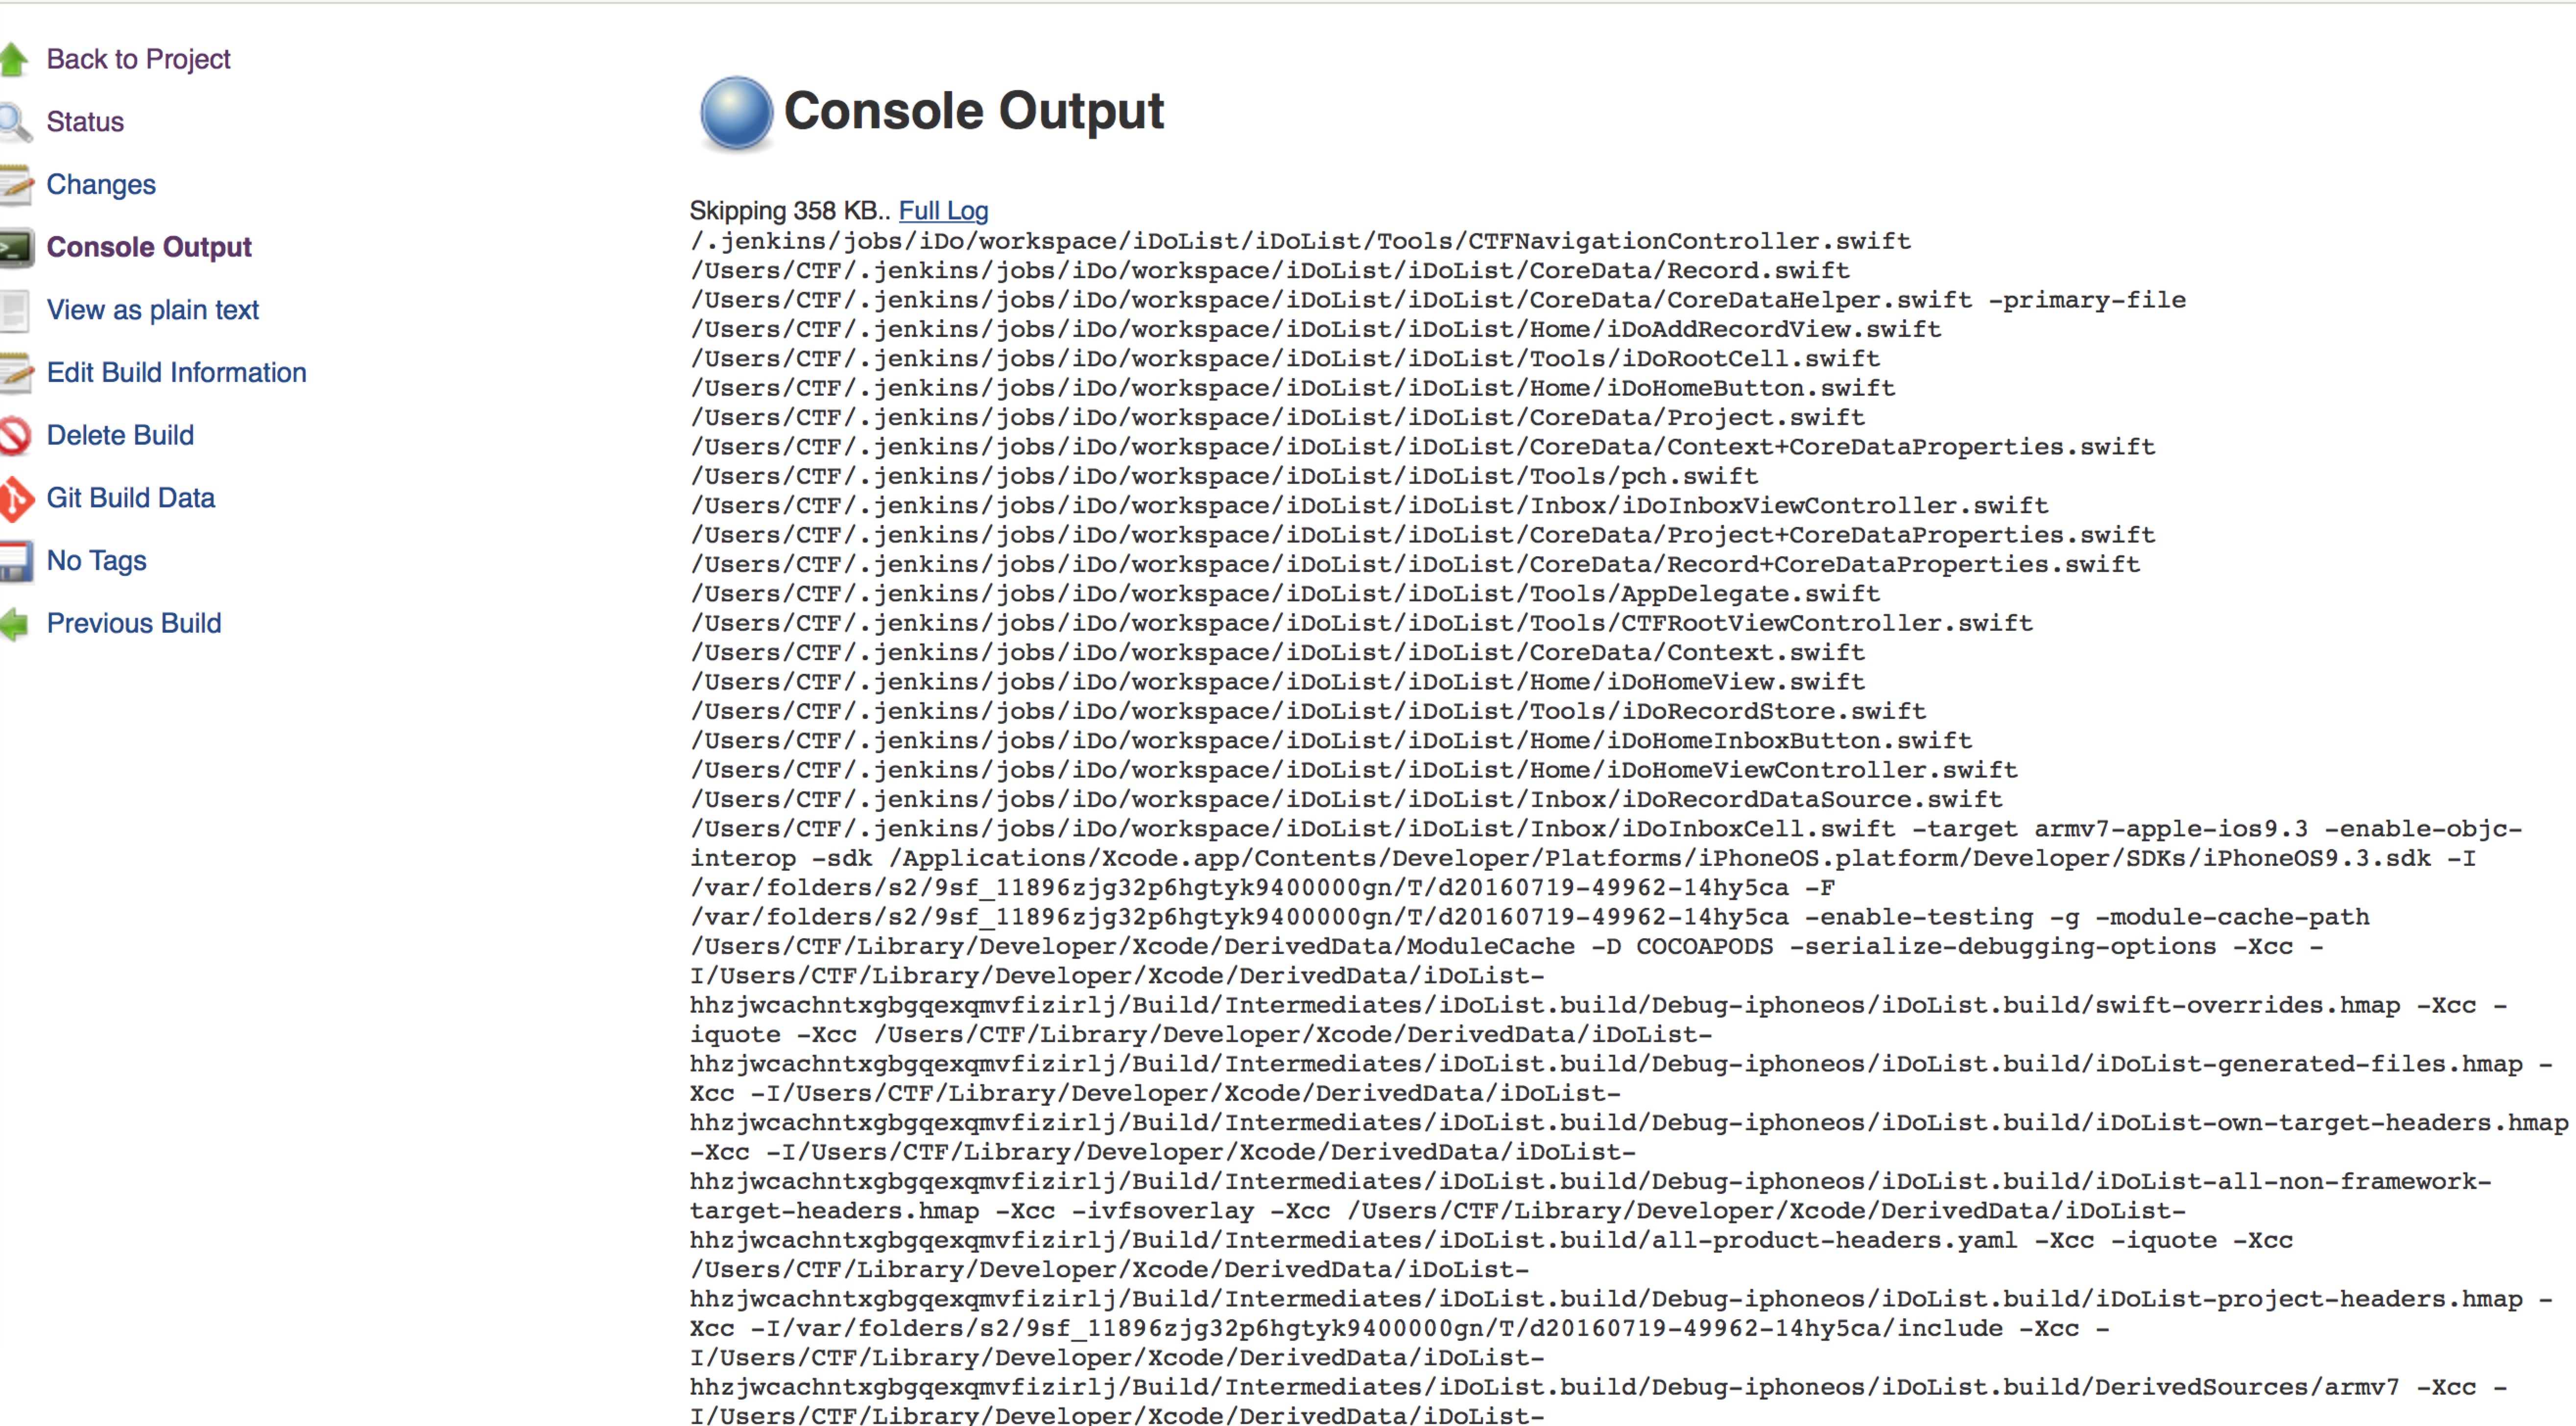 Back to Project
Status
Changes
Console Output
View as plain text
Edit Build Information
Delete Build
Git Build Data
No Tags
Previous Build
Console Output
Skipping 358 KB.. Full Log
/.jenkins/jobs/iDo/workspace/iDoList/iDoList/Tools/CTFNavigationController.swift
/Users/CTF/.jenkins/jobs/iDo/workspace/iDoList/iDoList/CoreData/Record.swift
/Users/CTF/.jenkins/jobs/iDo/workspace/iDoList/iDoList/CoreData/CoreDataHelper.swift -primary-file
/Users/CTF/.jenkins/jobs/iDo/workspace/iDoList/iDoList/Home/iDoAddRecordView.swift
/Users/CTF/.jenkins/jobs/iDo/workspace/iDoList/iDoList/Tools/iDoRootCell.swift
/Users/CTF/.jenkins/jobs/iDo/workspace/iDoList/iDoList/Home/iDoHomeButton.swift
/Users/CTF/.jenkins/jobs/iDo/workspace/iDoList/iDoList/CoreData/Project.swift
/Users/CTF/.jenkins/jobs/iDo/workspace/iDoList/iDoList/CoreData/Context+CoreDataProperties.swift
/Users/CTF/.jenkins/jobs/iDo/workspace/iDoList/iDoList/Tools/pch.swift
/Users/CTF/.jenkins/jobs/iDo/workspace/iDoList/iDoList/Inbox/iDoInboxViewController.swift
/Users/CTF/.jenkins/jobs/iDo/workspace/iDoList/iDoList/CoreData/Project+CoreDataProperties.swift
/Users/CTF/.jenkins/jobs/iDo/workspace/iDoList/iDoList/CoreData/Record+CoreDataProperties.swift
/Users/CTF/.jenkins/jobs/iDo/workspace/iDoList/iDoList/Tools/AppDelegate.swift
/Users/CTF/.jenkins/jobs/iDo/workspace/iDoList/iDoList/Tools/CTFRootViewController.swift
/Users/CTF/.jenkins/jobs/iDo/workspace/iDoList/iDoList/CoreData/Context.swift
/Users/CTF/.jenkins/jobs/iDo/workspace/iDoList/iDoList/Home/iDoHomeView.swift
/Users/CTF/.jenkins/jobs/iDo/workspace/iDoList/iDoList/Tools/iDoRecordStore.swift
/Users/CTF/.jenkins/jobs/iDo/workspace/iDoList/iDoList/Home/iDoHomeInboxButton.swift
/Users/CTF/.jenkins/jobs/iDo/workspace/iDoList/iDoList/Home/iDoHomeViewController.swift
/Users/CTF/.jenkins/jobs/iDo/workspace/iDoList/iDoList/Inbox/iDoRecordDataSource.swift
/Users/CTF/.jenkins/jobs/iDo/workspace/iDoList/iDoList/Inbox/iDoInboxCell.swift -target armv7-apple-ios9.3 -enable-objc-
interop -sdk /Applications/Xcode.app/Contents/Developer/Platforms/iPhoneOS.platform/Developer/SDKs/iPhoneOS9.3.sdk -I
/var/folders/s2/9sf_11896zjg32p6hgtyk9400000gn/T/d20160719-49962-14hy5ca -F
/var/folders/s2/9sf_11896zjg32p6hgtyk9400000gn/T/d20160719-49962-14hy5ca -enable-testing -g -module-cache-path
/Users/CTF/Library/Developer/Xcode/DerivedData/ModuleCache -D COCOAPODS -serialize-debugging-options -Xcc -
I/Users/CTF/Library/Developer/Xcode/DerivedData/iDoList-
hhzjwcachntxgbgqexqmvfizirlj/Build/Intermediates/iDoList.build/Debug-iphoneos/iDoList.build/swift-overrides.hmap -Xcc -
iquote -Xcc /Users/CTF/Library/Developer/Xcode/DerivedData/iDoList-
hhzjwcachntxgbgqexqmvfizirlj/Build/Intermediates/iDoList.build/Debug-iphoneos/iDoList.build/iDoList-generated-files.hmap -
Xcc -I/Users/CTF/Library/Developer/Xcode/DerivedData/iDoList-
hhzjwcachntxgbgqexqmvfizirlj/Build/Intermediates/iDoList.build/Debug-iphoneos/iDoList.build/iDoList-own-target-headers.hmap
-Xcc -I/Users/CTF/Library/Developer/Xcode/DerivedData/iDoList-
hhzjwcachntxgbgqexqmvfizirlj/Build/Intermediates/iDoList.build/Debug-iphoneos/iDoList.build/iDoList-all-non-framework-
target-headers.hmap -Xcc -ivfsoverlay -Xcc /Users/CTF/Library/Developer/Xcode/DerivedData/iDoList-
hhzjwcachntxgbgqexqmvfizirlj/Build/Intermediates/iDoList.build/all-product-headers.yaml -Xcc -iquote -Xcc
/Users/CTF/Library/Developer/Xcode/DerivedData/iDoList-
hhzjwcachntxgbgqexqmvfizirlj/Build/Intermediates/iDoList.build/Debug-iphoneos/iDoList.build/iDoList-project-headers.hmap -
Xcc -I/var/folders/s2/9sf_11896zjg32p6hgtyk9400000gn/T/d20160719-49962-14hy5ca/include -Xcc -
I/Users/CTF/Library/Developer/Xcode/DerivedData/iDoList-
hhzjwcachntxgbgqexqmvfizirlj/Build/Intermediates/iDoList.build/Debug-iphoneos/iDoList.build/DerivedSources/armv7 -Xcc -
I/Users/CTF/Library/Developer/Xcode/DerivedData/iDoList-